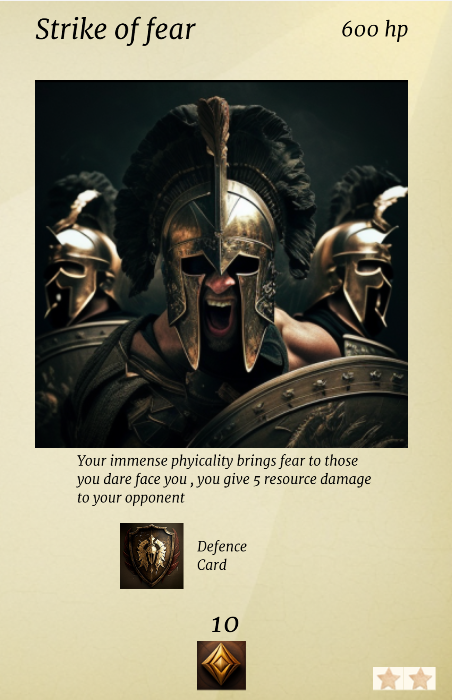 Strike of fear
600 hp
Your immense phyicality brings fear to those
you dare face you , you give 5 resource damage
to your opponent
Defence
Card
10